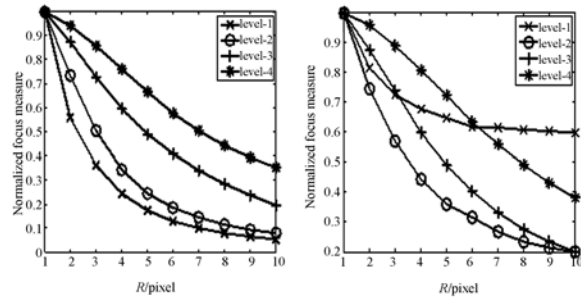 Normalized focus measure
1
0.9
0.8
0.7
0.6
0.5
0.4
0.3
0.2
0.1
0
1 2 3 4 5 6 7 8 9 10
R/pixel
level-1
level-2
level-3
level-4
Normalized focus measure
1
0.9
0.8
0.7
0.6
0.5
0.4
0.3
0.2
1 2 3 4 5 6 7 8 9 10
R/pixel
level-1
level-2
level-3
level-4